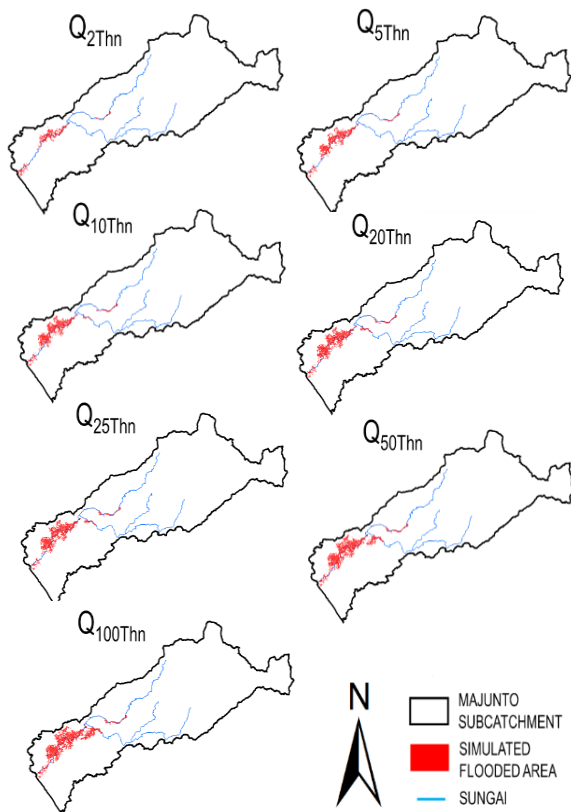 Q2Thn
Q5Thn
Q10Thn
Q20Thn
Q25Thn
Q50Thn
Q100Thn
N
MAJUNTO
SUBCATCHMENT
SIMULATED
FLOODED AREA
SUNGAI